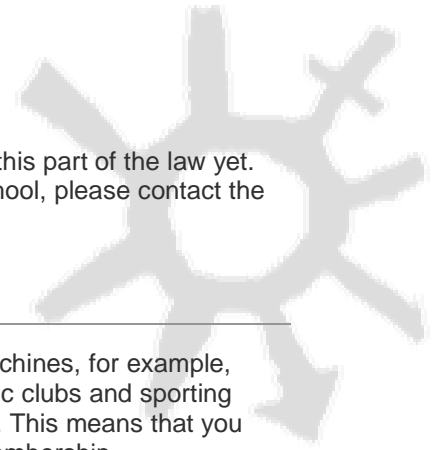 this part of the law yet.
please contact the
chines, for example,
clubs and sporting
This means that you